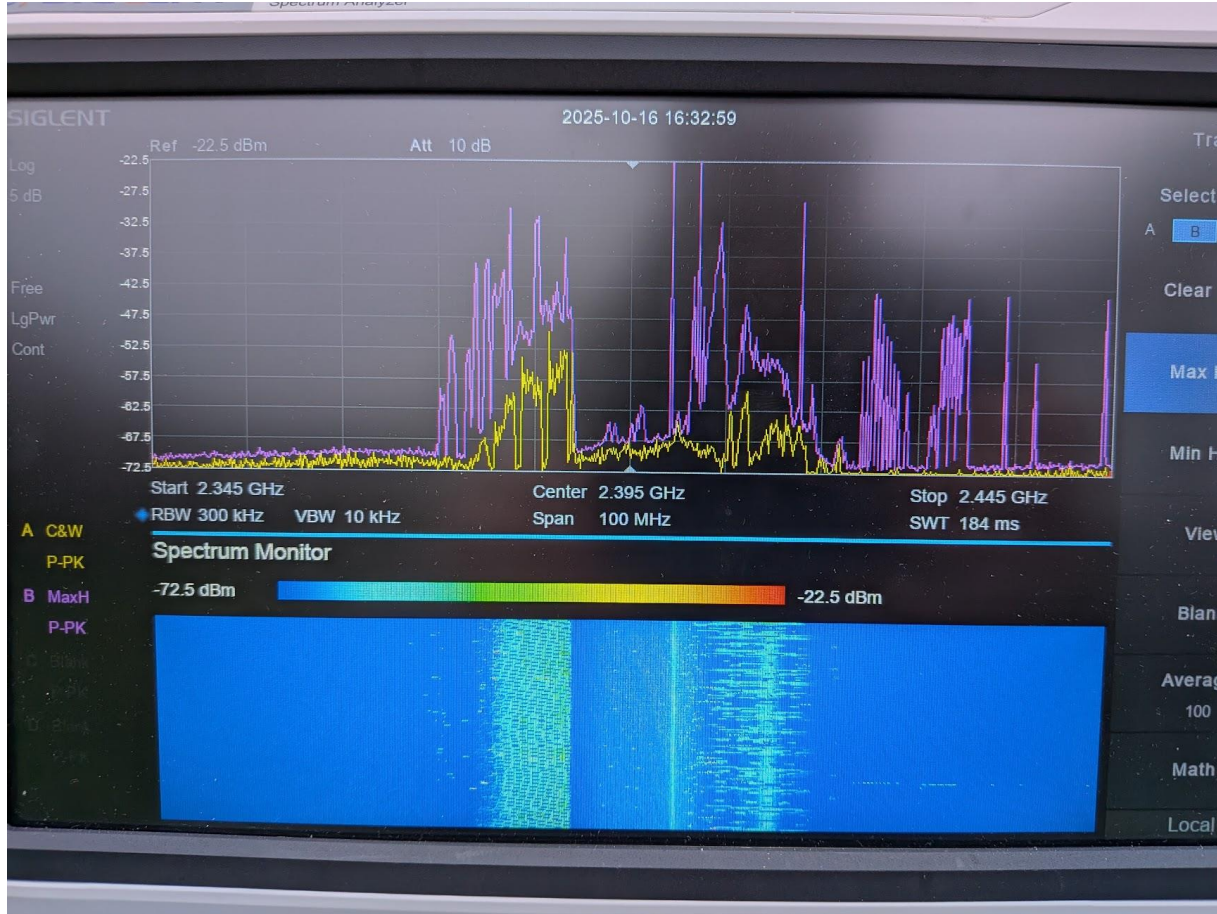 Spectrum Analyzer
SIGLENT
2025-10-16 16:32:59
Ref -22.5 dBm Att 10 dB
Log
5 dB
Free
LgPwr
Cont
-22.5
-27.5
-32.5
-37.5
-42.5
-47.5
-52.5
-57.5
-62.5
-67.5
-72.5
Start 2.345 GHz Center 2.395 GHz Stop 2.445 GHz
RBW 300 kHz VBW 10 kHz Span 100 MHz SWT 184 ms
A C&W
P-PK
B MaxH
P-PK
Spectrum Monitor
-72.5 dBm -22.5 dBm
Tra
Select
A B
Clear
Max
Min H
View
Blan
Averag
100
Math
Local